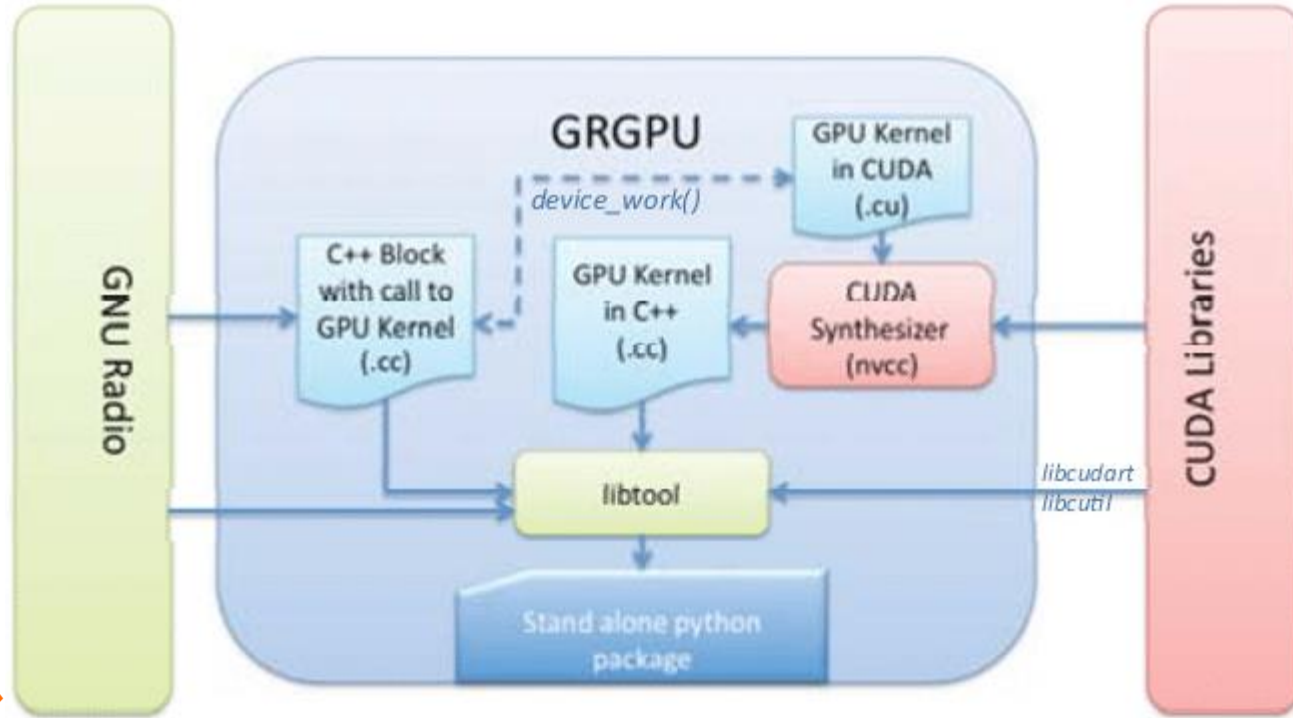 GNU Radio
GRGPU
device_work()
GPU Kernel
in CUDA
(.cu)
C++ Block
with call to
GPU Kernel
(.cc)
GPU Kernel
in C++
(.cc)
CUDA
Synthesizer
(nvcc)
libtool
libcudart
libcutil
Stand alone python
package
CUDA Libraries